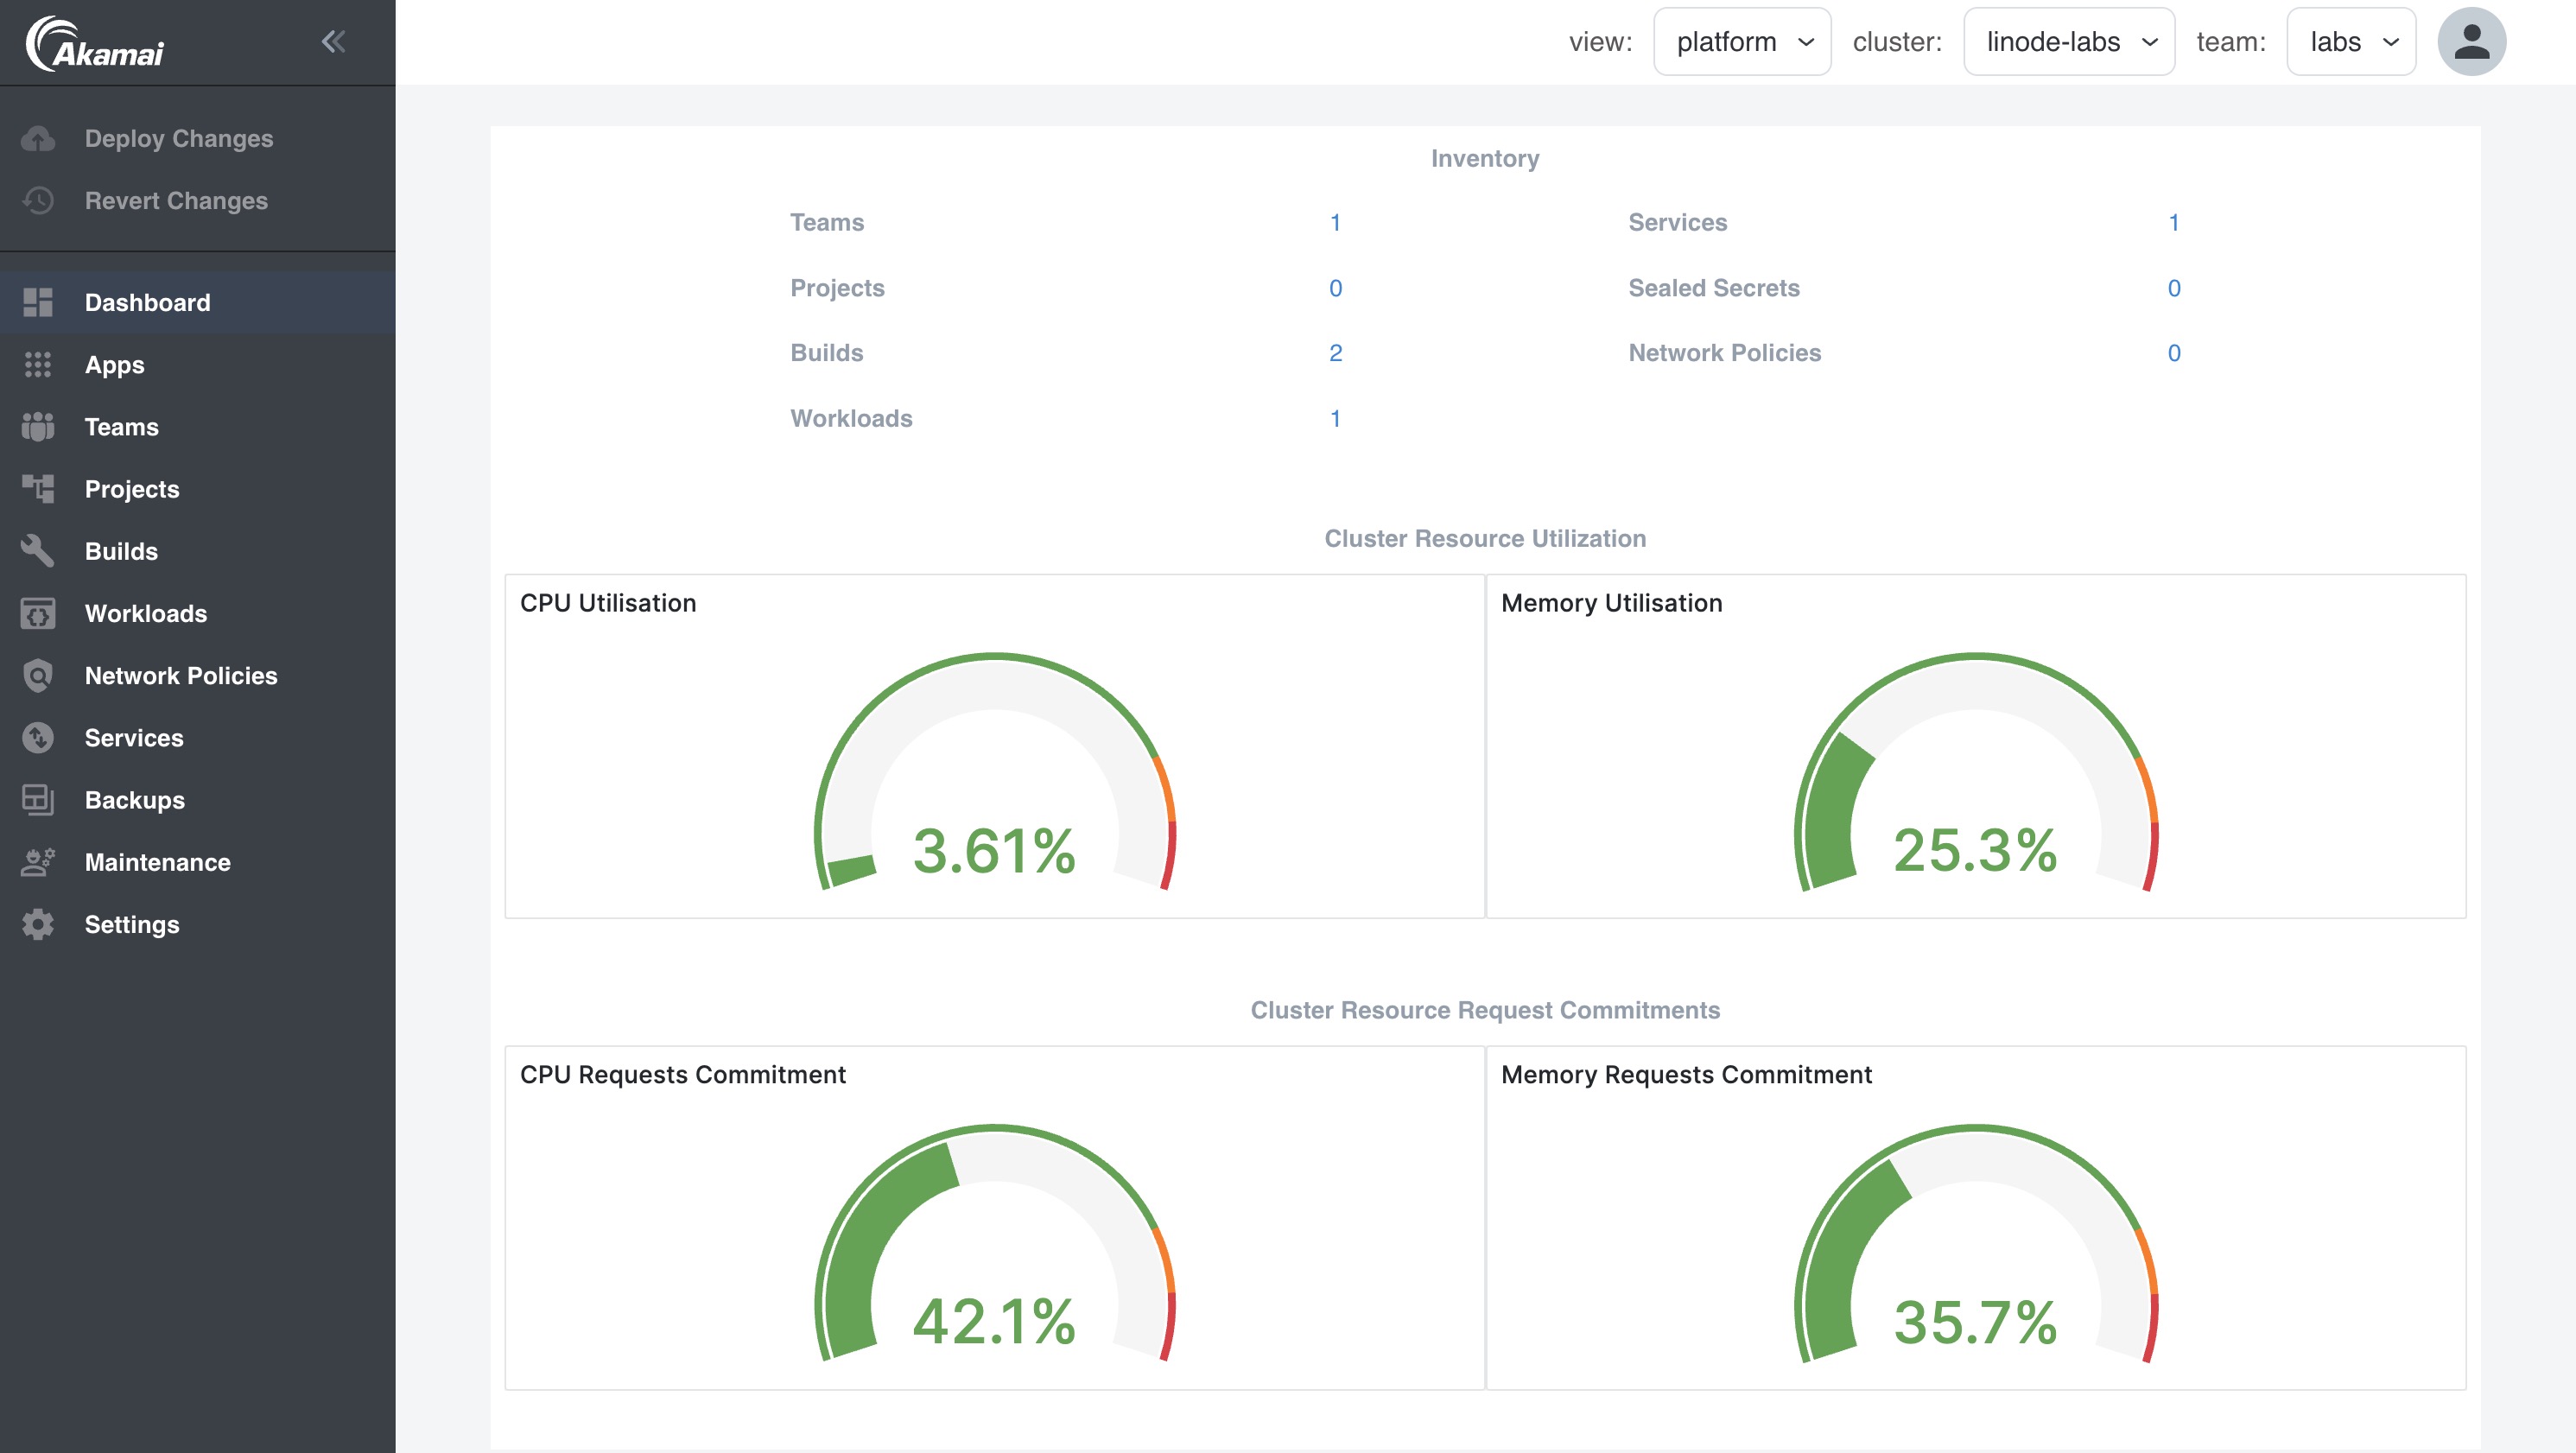 Akamai
view: platform cluster: linode-labs team: labs
Deploy Changes
Revert Changes
Dashboard
Apps
Teams
Projects
Builds
Workloads
Network Policies
Services
Backups
Maintenance
Settings
Inventory
Teams 1 Services 1
Projects 0 Sealed Secrets 0
Builds 2 Network Policies 0
Workloads 1
Cluster Resource Utilization
CPU Utilisation
3.61%
Memory Utilisation
25.3%
Cluster Resource Request Commitments
CPU Requests Commitment
42.1%
Memory Requests Commitment
35.7%